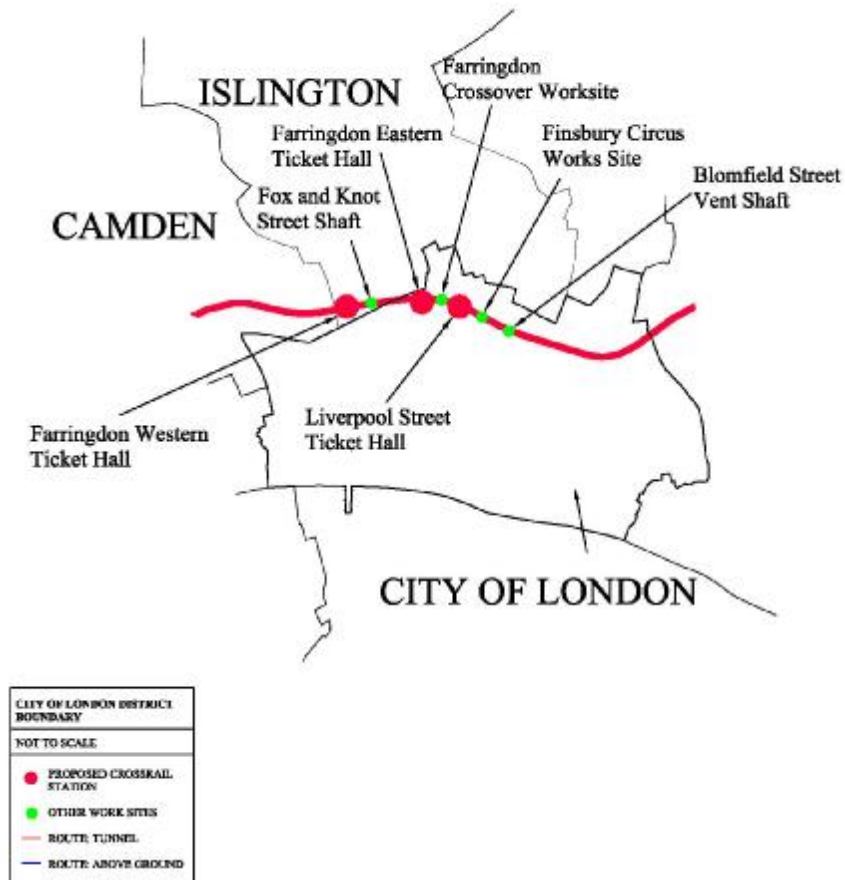 ISLINGTON
Farringdon
Crossover Worksite
Farringdon Eastern
Ticket Hall
Finsbury Circus
Works Site
Blomfield Street
Vent Shaft
Fox and Knot
Street Shaft
CAMDEN
Farringdon Western
Ticket Hall
Liverpool Street
Ticket Hall
CITY OF LONDON
CITY OF LONDON DISTRICT
BOUNDARY
NOT TO SCALE
PROPOSED CROSSRAIL
STATION
OTHER WORK SITES
ROUTE: TUNNEL
ROUTE: ABOVE GROUND